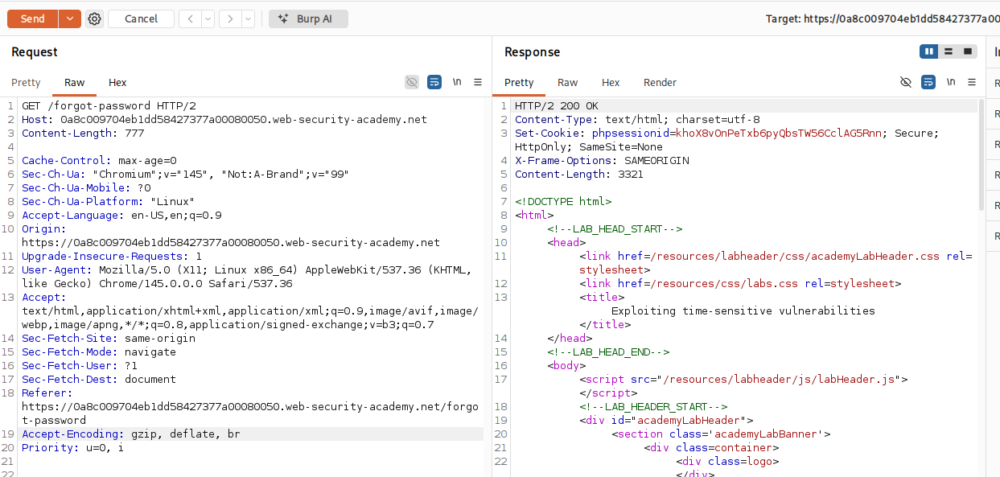 Send
Cancel
Burp AI
Target: https://0a8c009704eb1dd58427377a00
Request
Pretty
Raw
Hex
\n
1 GET /forgot-password HTTP/2
2 Host: 0a8c009704eb1dd58427377a00080050.web-security-academy.net
3 Content-Length: 777
4
5 Cache-Control: max-age=0
6 Sec-Ch-Ua: "Chromium";v="145", "Not:A-Brand";v="99"
7 Sec-Ch-Ua-Mobile: ?0
8 Sec-Ch-Ua-Platform: "Linux"
9 Accept-Language: en-US,en;q=0.9
10 Origin:
https://0a8c009704eb1dd58427377a00080050.web-security-academy.net
11 Upgrade-Insecure-Requests: 1
12 User-Agent: Mozilla/5.0 (X11; Linux x86_64) AppleWebKit/537.36 (KHTML,
like Gecko) Chrome/145.0.0.0 Safari/537.36
13 Accept:
text/html,application/xhtml+xml,application/xml;q=0.9,image/avif,image/
webp,image/apng,*/*;q=0.8,application/signed-exchange;v=b3;q=0.7
14 Sec-Fetch-Site: same-origin
15 Sec-Fetch-Mode: navigate
16 Sec-Fetch-User: ?1
17 Sec-Fetch-Dest: document
18 Referer:
https://0a8c009704eb1dd58427377a00080050.web-security-academy.net/forgo
t-password
19 Accept-Encoding: gzip, deflate, br
20 Priority: u=0, i
21
22
Response
Pretty
Raw
Hex
Render
\n
1 HTTP/2 200 OK
2 Content-Type: text/html; charset=utf-8
3 Set-Cookie: phpsessionid=khoX8vOnPeTxb6pyQbsTW56CclAG5Rnn; Secure;
HttpOnly; SameSite=None
4 X-Frame-Options: SAMEORIGIN
5 Content-Length: 3321
6
7 <!DOCTYPE html>
8 <html>
9 <!--LAB_HEAD_START-->
10 <head>
11 <link href=/resources/labheader/css/academyLabHeader.css rel=
stylesheet>
12 <link href=/resources/css/labs.css rel=stylesheet>
13 <title>
Exploiting time-sensitive vulnerabilities
</title>
14 </head>
15 <!--LAB_HEAD_END-->
16 <body>
17 <script src="/resources/labheader/js/labHeader.js">
</script>
18 <!--LAB_HEADER_START-->
19 <div id="academyLabHeader">
20 <section class='academyLabBanner'>
21 <div class=container>
22 <div class=logo>
</div>